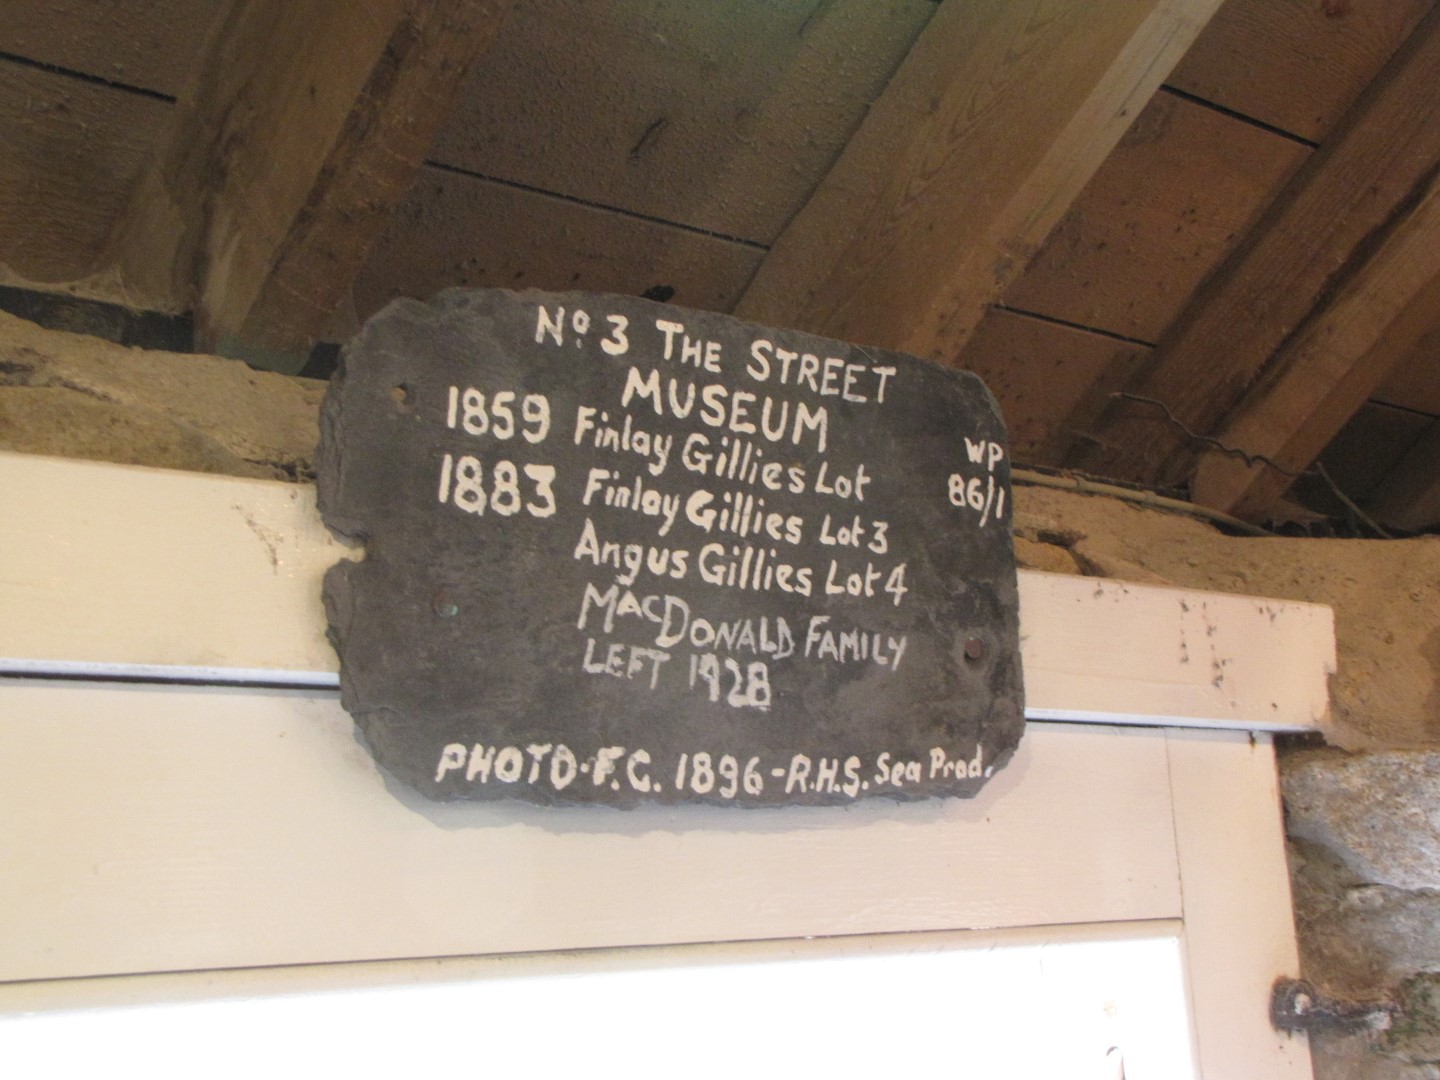 No. 3 THE STREET
MUSEUM
1859 Finlay Gillies Lot
WP
86/1
1883 Finlay Gillies Lot 3
Angus Gillies Lot 4
MACDONALD FAMILY
LEFT 1928
PHOTO-F.G. 1896-R.H.S. Sea Prod.